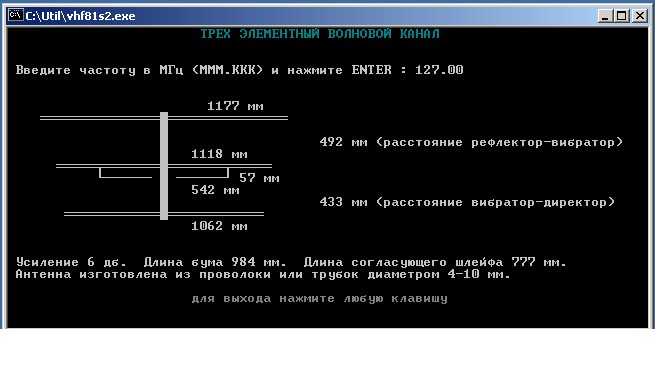 C:\Util\vhf81s2.exe
ТРЕХ ЭЛЕМЕНТНЫЙ ВОЛНОВОЙ КАНАЛ
Введите частоту в МГц (МММ.ККК) и нажмите ENTER : 127.00
1177 мм
492 мм (расстояние рефлектор-вибратор)
1118 мм
57 мм
542 мм
433 мм (расстояние вибратор-директор)
1062 мм
Усиление 6 дб. Длина бума 984 мм. Длина согласующего шлейфа 777 мм.
Антенна изготовлена из проволоки или трубок диаметром 4-10 мм.
для выхода нажмите любую клавишу